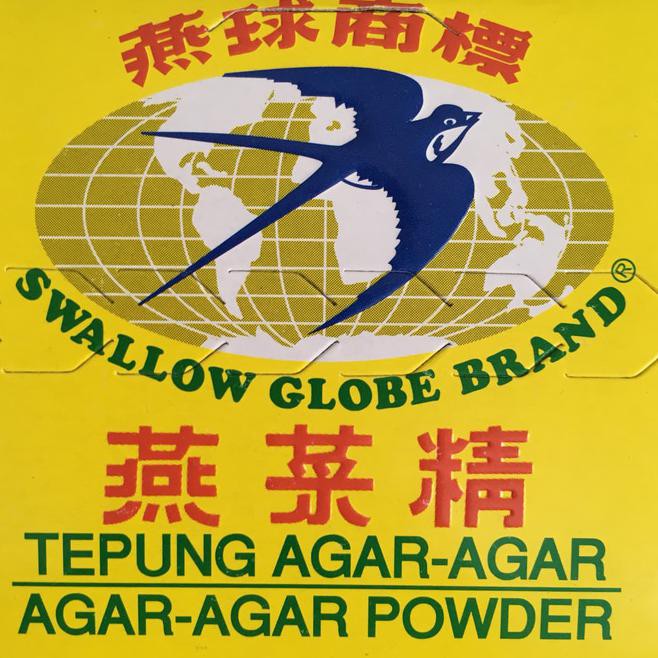 燕球商標
SWALLOW GLOBE BRAND®
燕菜精
TEPUNG AGAR-AGAR
AGAR-AGAR POWDER